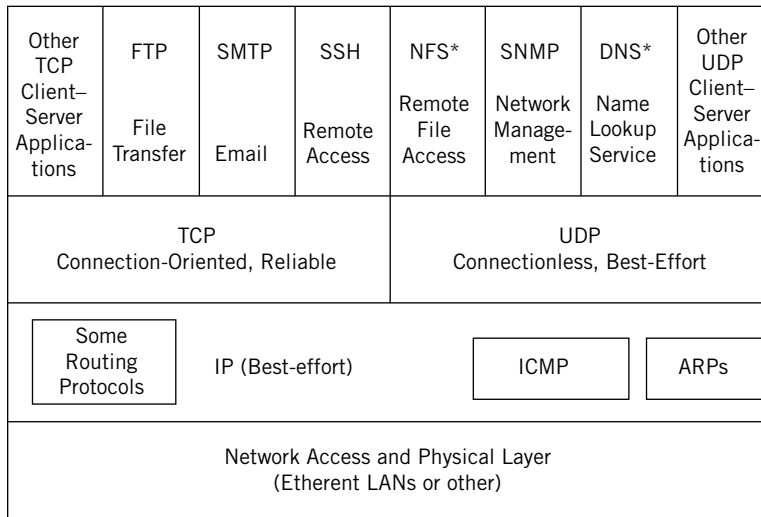 Other
TCP
Client–
Server
Applica-
tions
FTP
File
Transfer
SMTP
Email
SSH
Remote
Access
NFS*
Remote
File
Access
SNMP
Network
Manage-
ment
DNS*
Name
Lookup
Service
Other
UDP
Client–
Server
Applica-
tions
TCP
Connection-Oriented, Reliable
UDP
Connectionless, Best-Effort
Some
Routing
Protocols
IP (Best-effort)
ICMP
ARPs
Network Access and Physical Layer
(Etherent LANs or other)